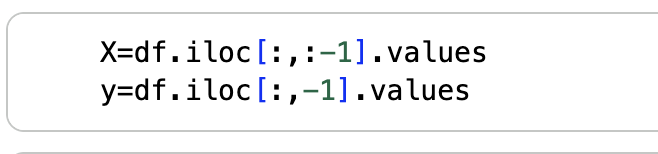 X=df.iloc[:,:-1].values
y=df.iloc[:,-1].values